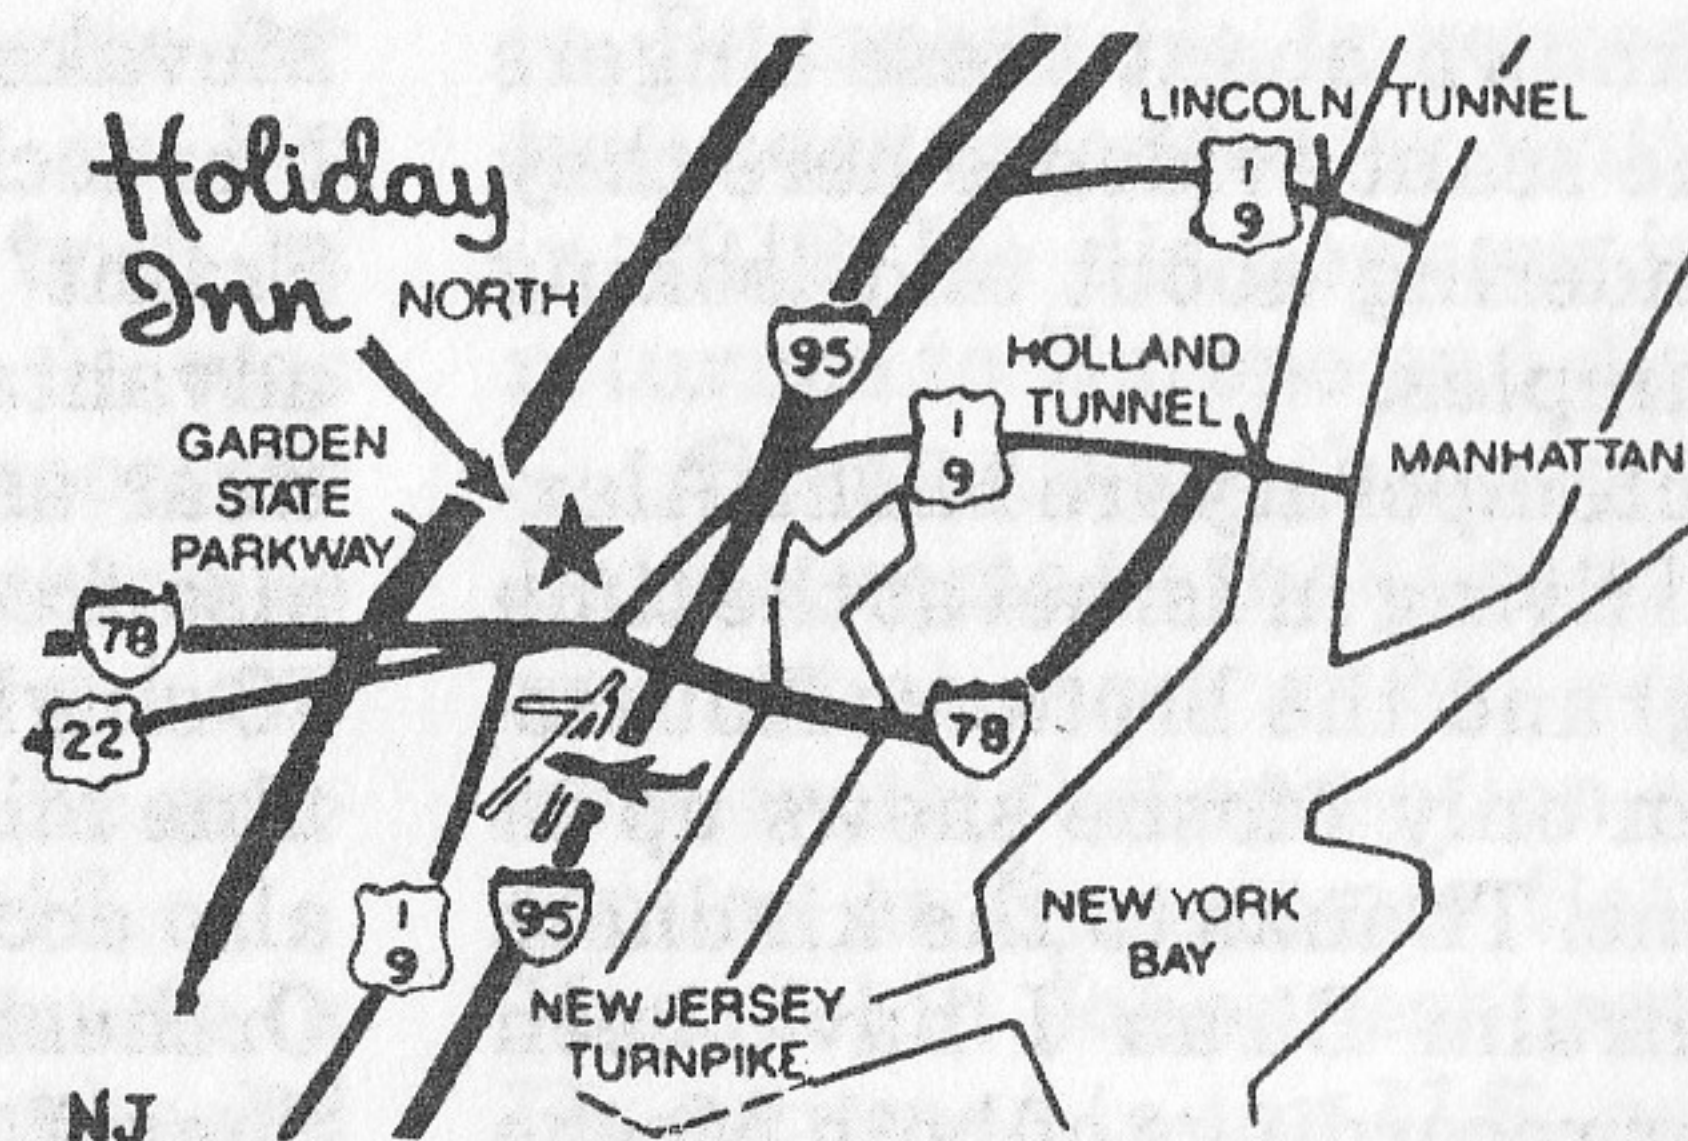 Holiday
Inn NORTH
LINCOLN TUNNEL
1
9
95
HOLLAND
TUNNEL
1
9
MANHATTAN
GARDEN
STATE
PARKWAY
78
22
78
1
9
95
NEW YORK
BAY
NEW JERSEY
TURNPIKE
NJ